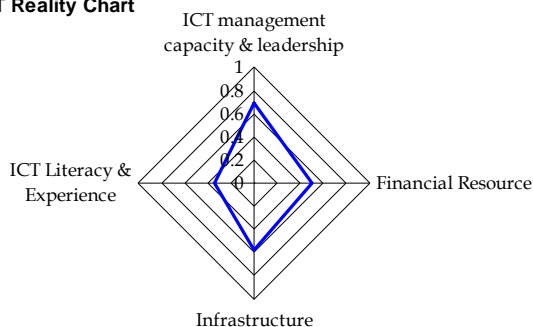 Reality Chart
ICT management
capacity & leadership
1
0.8
0.6
0.4
0.2
0
ICT Literacy &
Experience
Financial Resource
Infrastructure